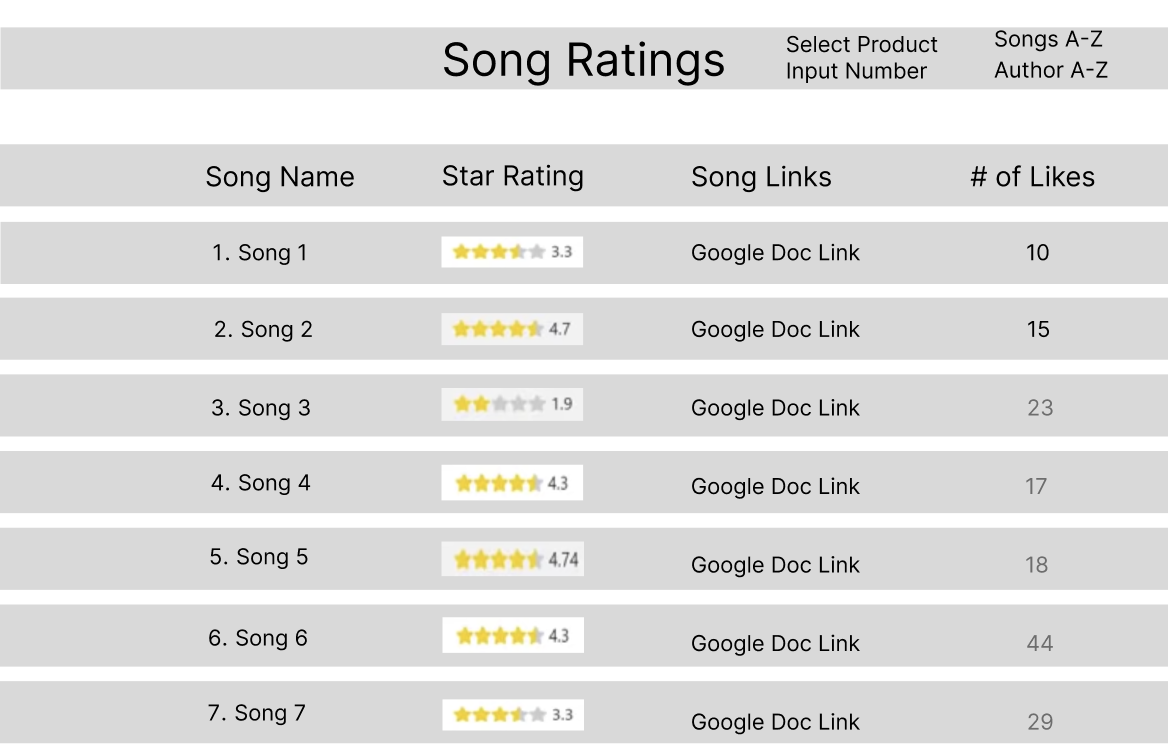 Song Ratings
Select Product
Input Number
Songs A-Z
Author A-Z
Song Name Star Rating Song Links # of Likes
1. Song 1 3.3 Google Doc Link 10
2. Song 2 4.7 Google Doc Link 15
3. Song 3 1.9 Google Doc Link 23
4. Song 4 4.3 Google Doc Link 17
5. Song 5 4.74 Google Doc Link 18
6. Song 6 4.3 Google Doc Link 44
7. Song 7 3.3 Google Doc Link 29